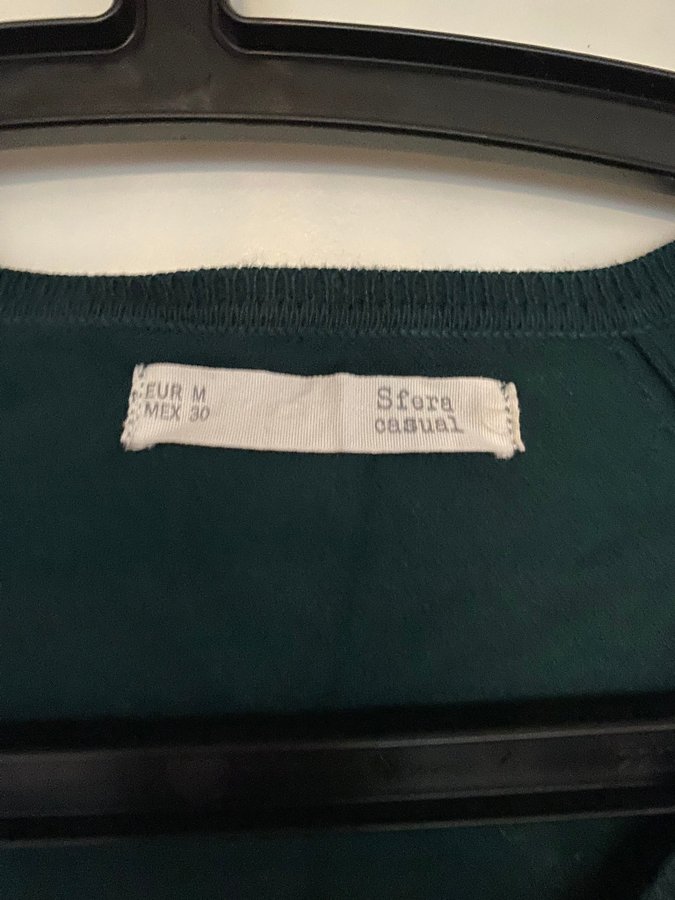 EUR M
MEX 30
Sfera
casual